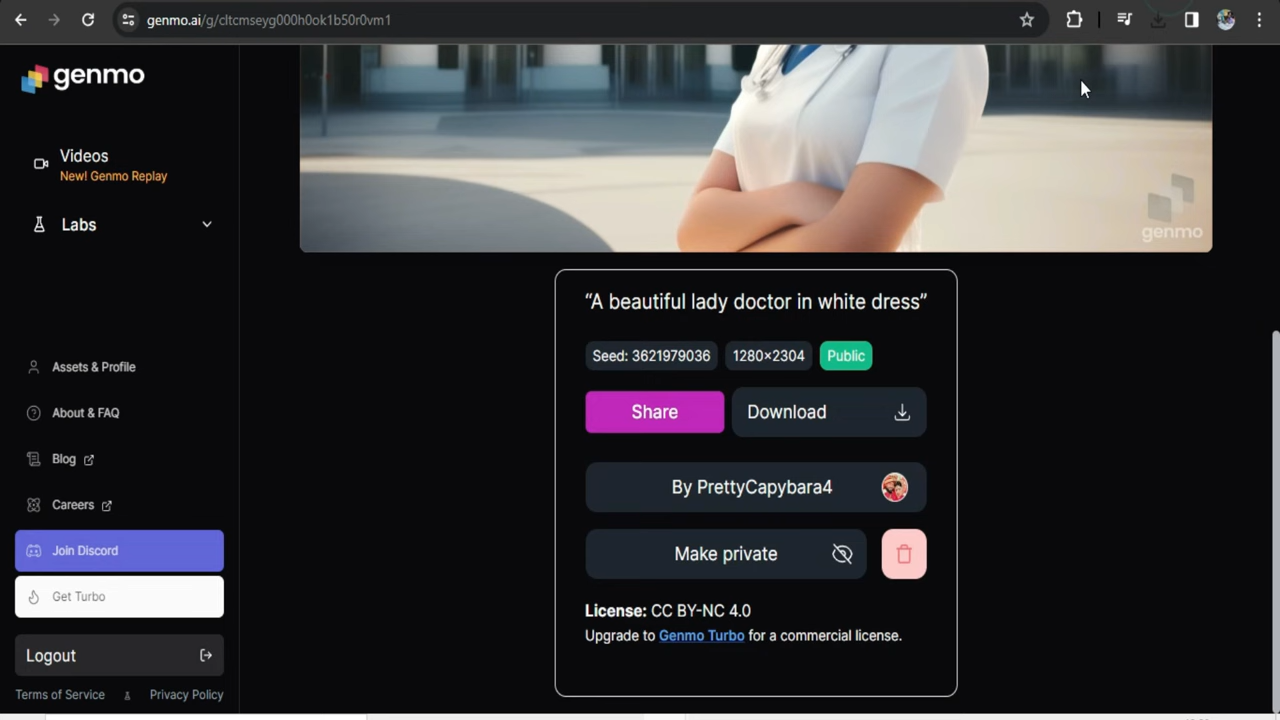 genmo.ai/g/cltcmseyg000h0ok1b50r0vm1
genmo
Videos
New! Genmo Replay
Labs
Assets & Profile
About & FAQ
Blog
Careers
Join Discord
Get Turbo
Logout
Terms of Service
Privacy Policy
genmo
“A beautiful lady doctor in white dress”
Seed: 3621979036 1280×2304 Public
Share Download
By PrettyCapybara4
Make private
License: CC BY-NC 4.0
Upgrade to Genmo Turbo for a commercial license.